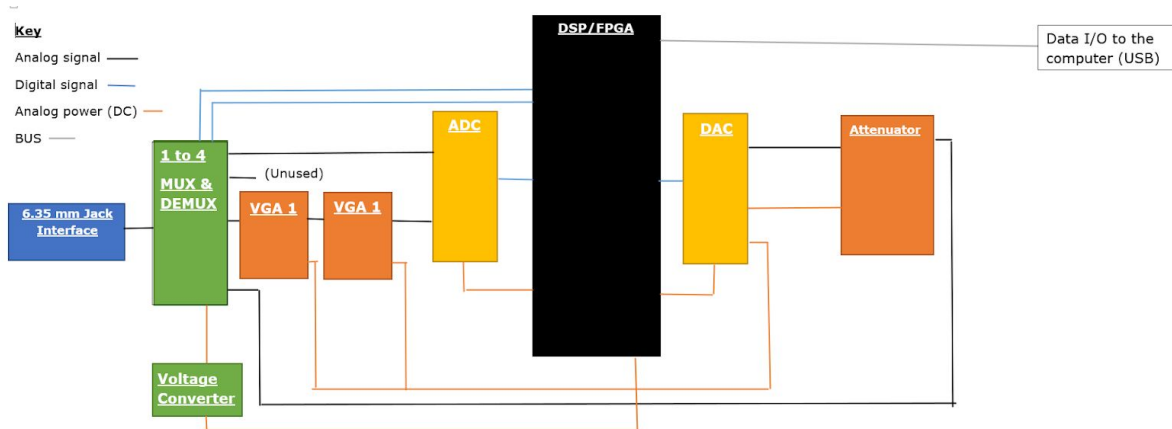 Key
Analog signal
Digital signal
Analog power (DC)
BUS
DSP/FPGA
Data I/O to the
computer (USB)
ADC
DAC
Attenuator
1 to 4
MUX &
DEMUX
(Unused)
VGA 1
VGA 1
6.35 mm Jack
Interface
Voltage
Converter